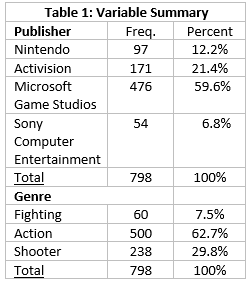 Table 1: Variable Summary
Publisher Freq. Percent
Nintendo 97 12.2%
Activision 171 21.4%
Microsoft 476 59.6%
Game Studios
Sony 54 6.8%
Computer
Entertainment
Total 798 100%
Genre
Fighting 60 7.5%
Action 500 62.7%
Shooter 238 29.8%
Total 798 100%